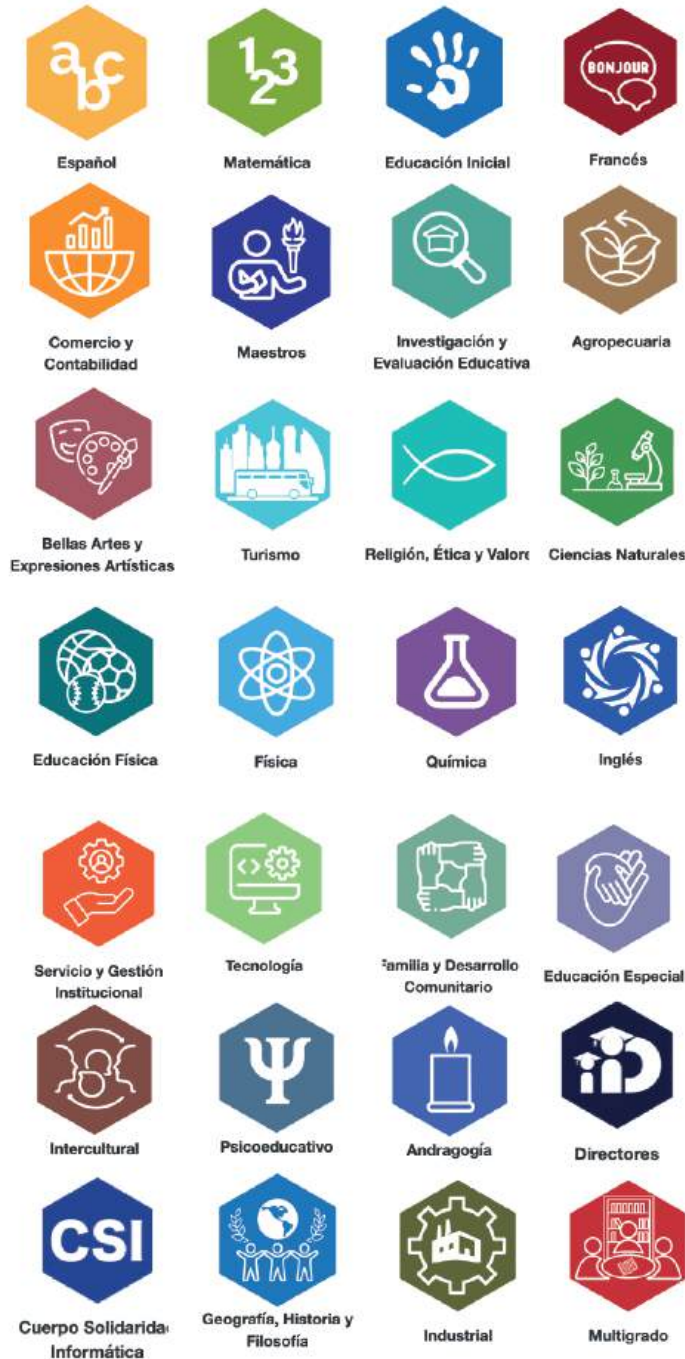 abc
123
BONJOUR
Español
Matemática
Educación Inicial
Francés
Comercio y
Contabilidad
Maestros
Investigación y
Evaluación Educativa
Agropecuaria
Bellas Artes y
Expresiones Artísticas
Turismo
Religión, Ética y Valore
Ciencias Naturales
Educación Física
Física
Química
Inglés
Servicio y Gestión
Institucional
Tecnología
Familia y Desarrollo
Comunitario
Educación Especial
Ψ
iiD
Intercultural
Psicoeducativo
Andragogía
Directores
CSI
Cuerpo Solidarida
Informática
Geografía, Historia y
Filosofía
Industrial
Multigrado